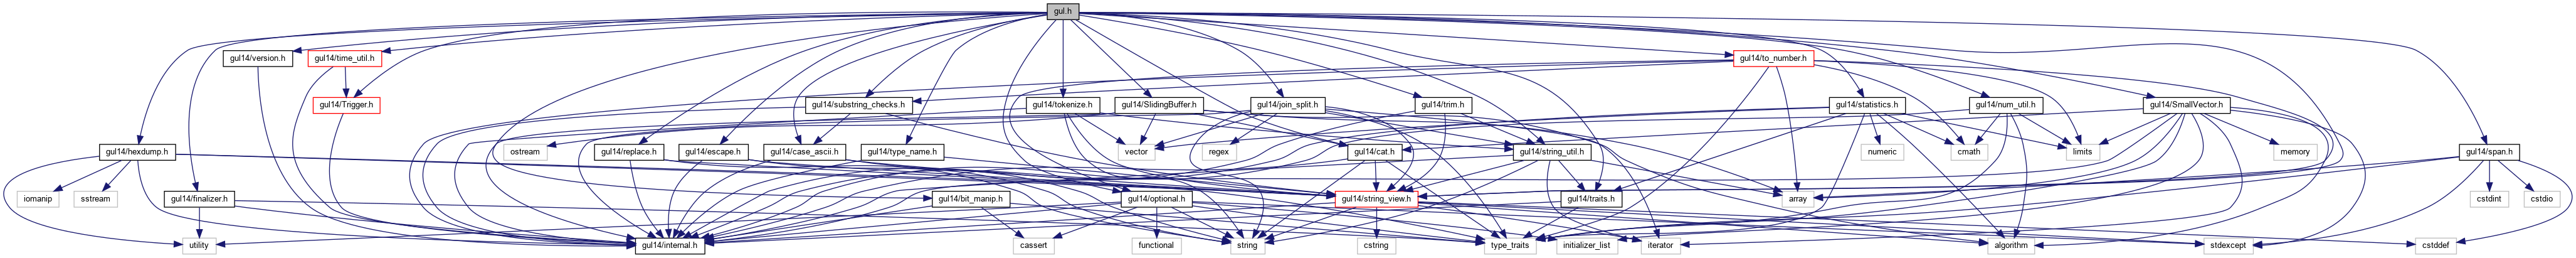 gul.h
gul14/version.h
gul14/time_util.h
gul14/to_number.h
gul14/Trigger.h
gul14/substring_checks.h
gul14/tokenize.h
gul14/SlidingBuffer.h
gul14/join_split.h
gul14/trim.h
gul14/statistics.h
gul14/num_util.h
gul14/SmallVector.h
gul14/hexdump.h
ostream
gul14/replace.h
gul14/escape.h
gul14/case_ascii.h
gul14/type_name.h
vector
regex
gul14/cat.h
gul14/string_util.h
numeric
cmath
limits
memory
gul14/span.h
iomanip
sstream
gul14/finalizer.h
gul14/bit_manip.h
gul14/optional.h
gul14/string_view.h
array
gul14/traits.h
cstdint
cstdio
utility
gul14/internal.h
cassert
functional
string
cstring
type_traits
initializer_list
iterator
algorithm
stdexcept
cstddef